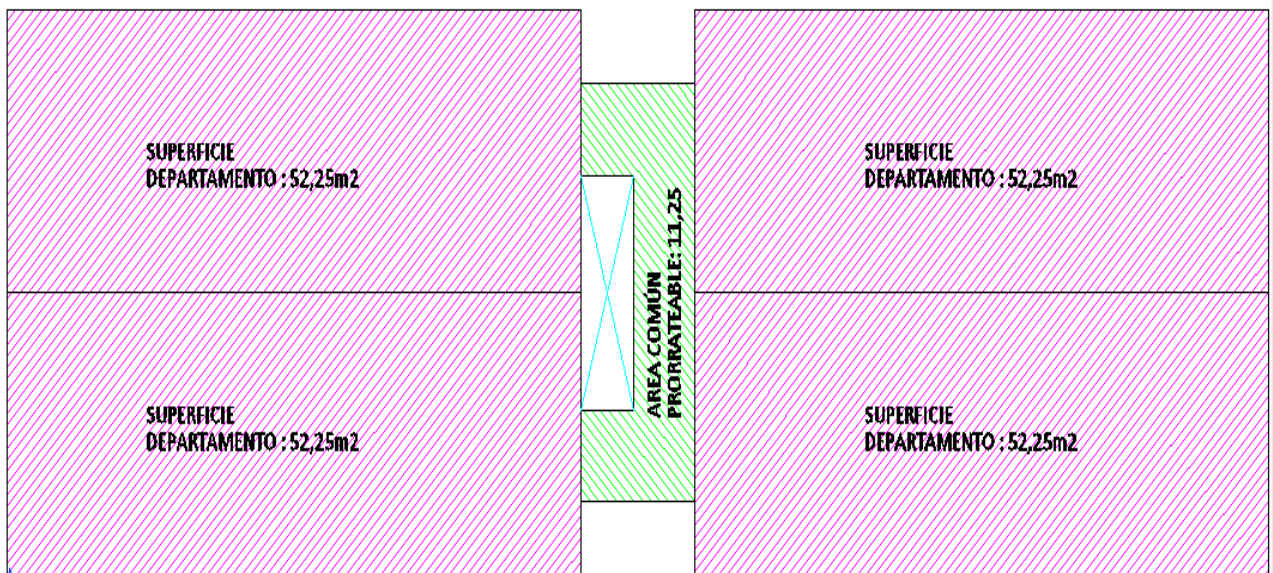 SUPERFICIE
DEPARTAMENTO : 52,25m2
SUPERFICIE
DEPARTAMENTO : 52,25m2
AREA COMÚN
PRORRATEABLE: 11,25
SUPERFICIE
DEPARTAMENTO : 52,25m2
SUPERFICIE
DEPARTAMENTO : 52,25m2